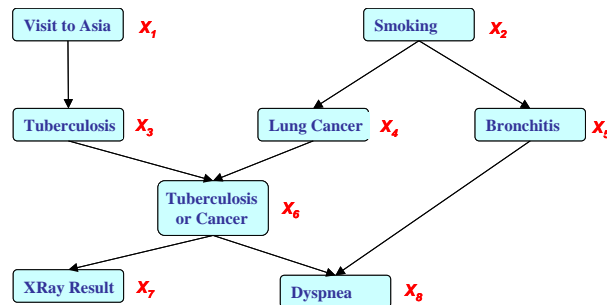 Visit to Asia X1
Smoking X2
Tuberculosis X3
Lung Cancer X4
Bronchitis X5
Tuberculosis
or Cancer X6
XRay Result X7
Dyspnea X8